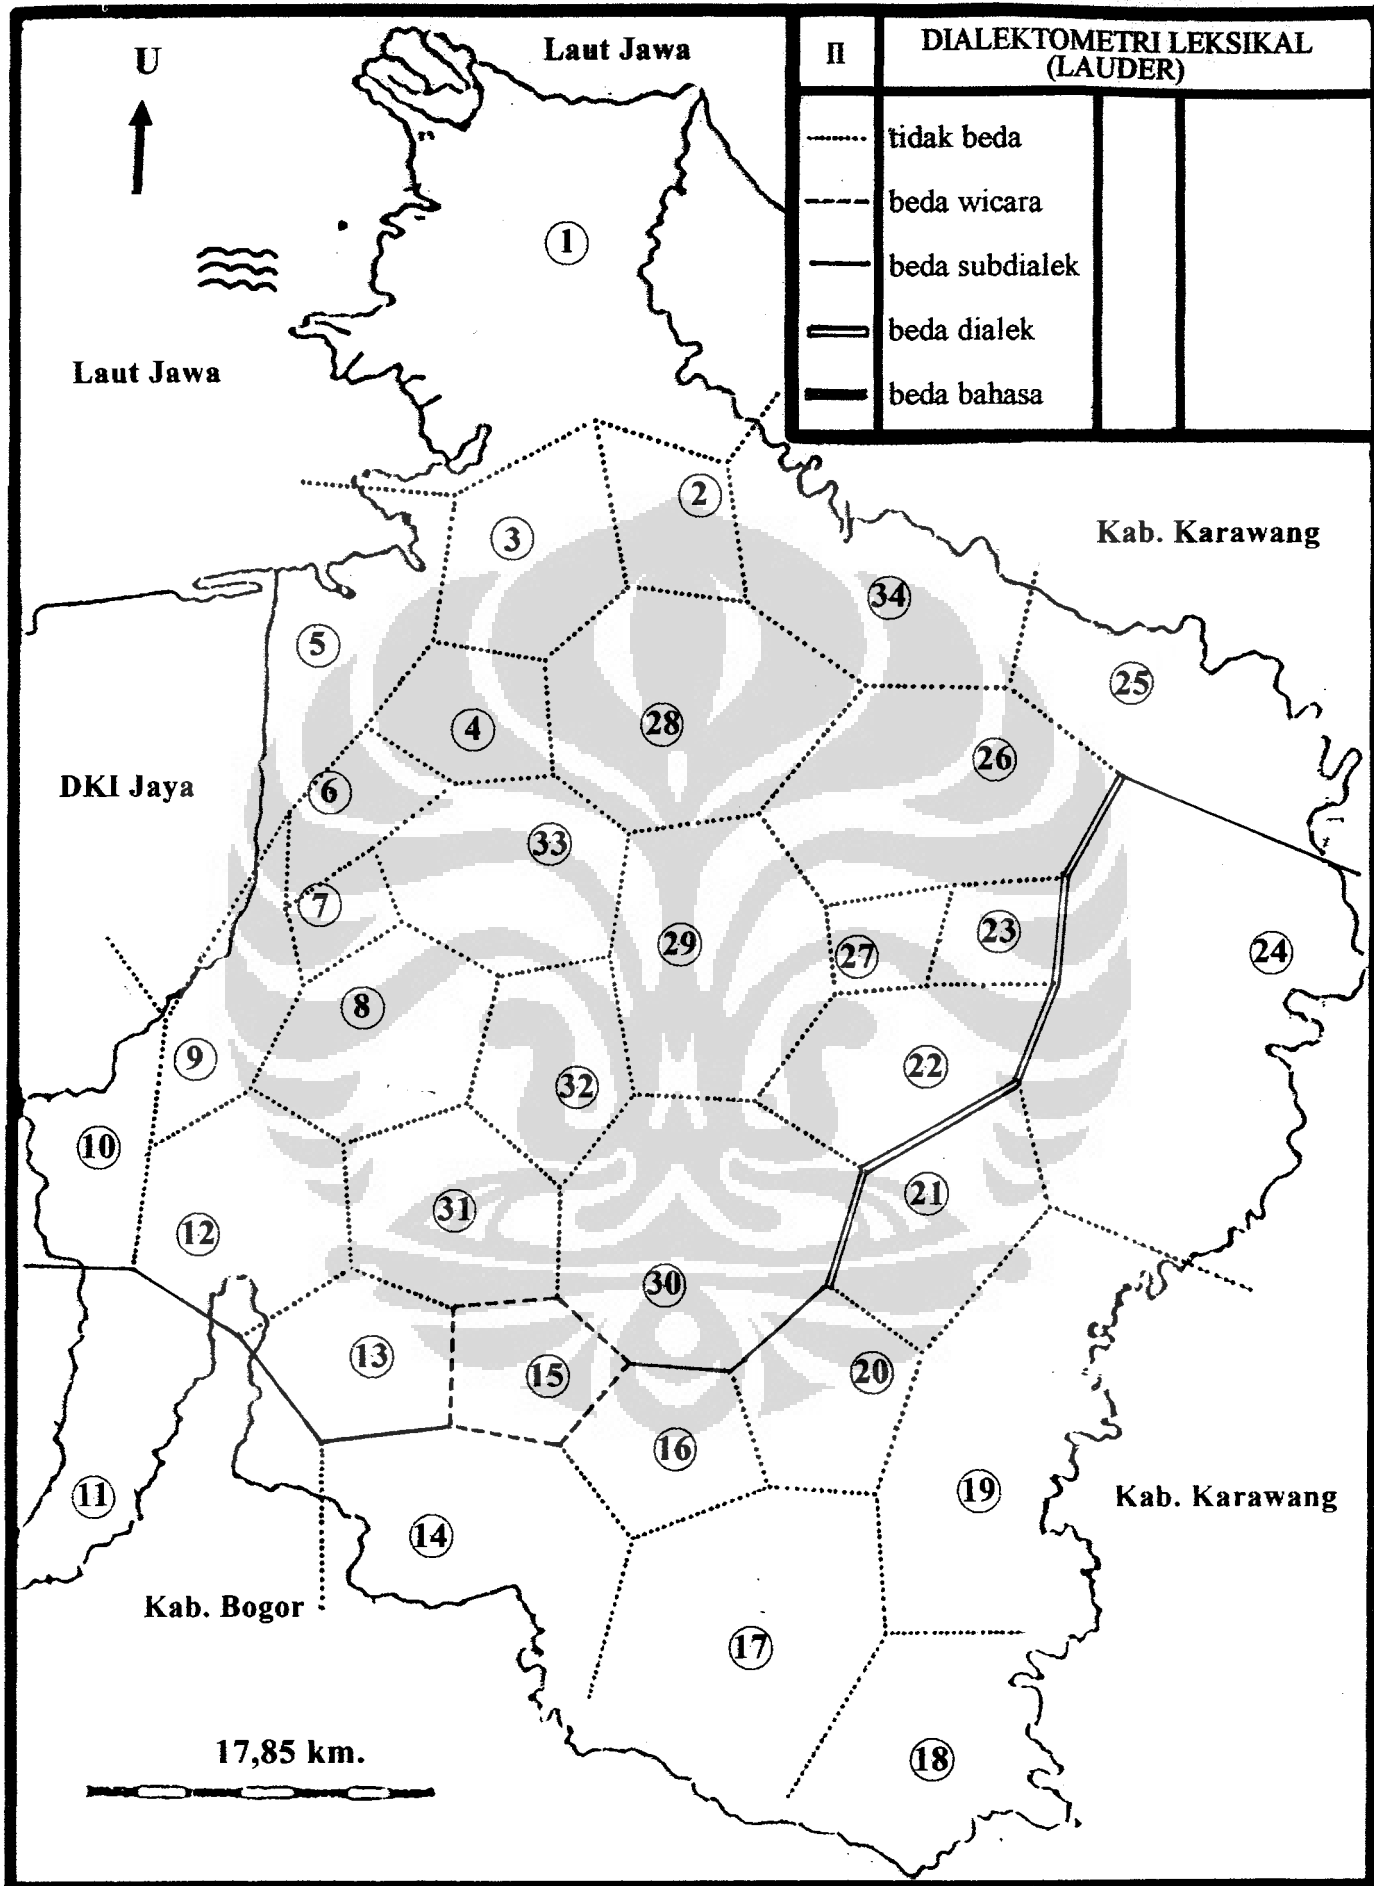 U
Laut Jawa
II
DIALEKTOMETRI LEKSIKAL
(LAUDER)
tidak beda
beda wicara
beda subdialek
beda dialek
beda bahasa
1
Laut Jawa
2
3
Kab. Karawang
34
5
25
4
28
26
DKI Jaya
6
33
7
23
29
27
24
8
9
22
32
10
21
31
12
30
13
15
20
16
19
11
Kab. Karawang
14
Kab. Bogor
17
17,85 km.
18